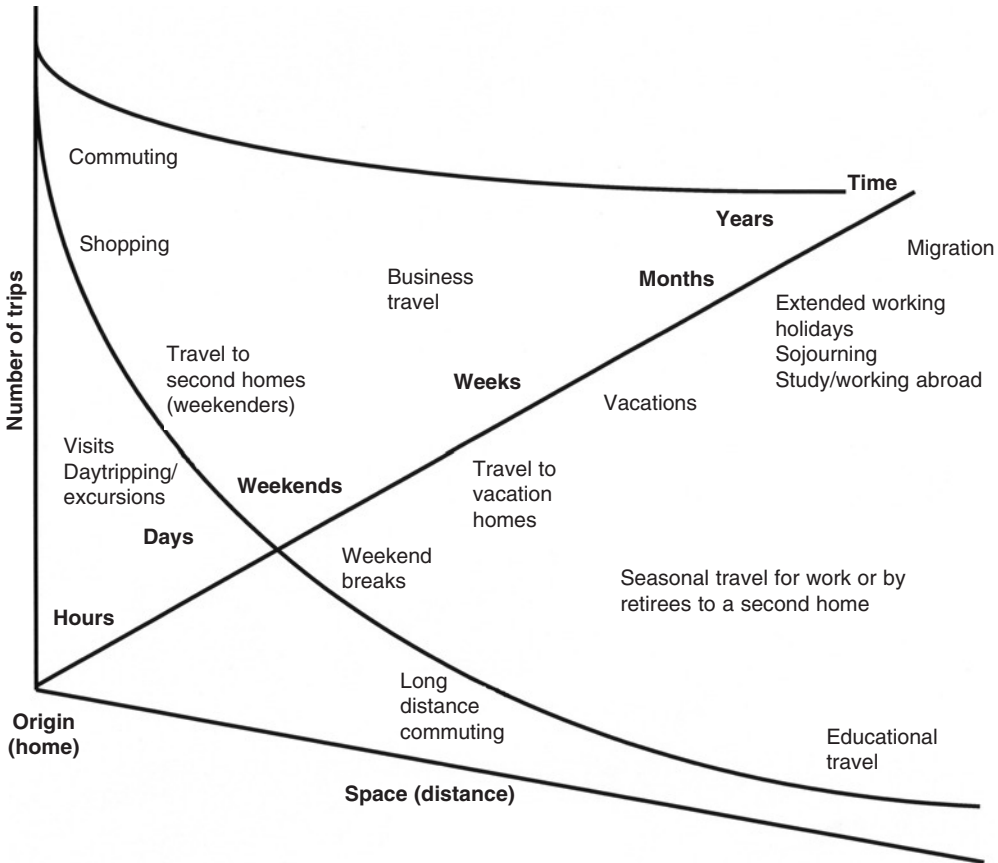 Commuting
Time
Years
Shopping
Migration
Business
travel
Months
Extended working
holidays
Sojourning
Study/working abroad
Number of trips
Travel to
second homes
(weekenders)
Weeks
Vacations
Visits
Daytripping/
excursions
Weekends
Travel to
vacation
homes
Days
Weekend
breaks
Seasonal travel for work or by
retirees to a second home
Hours
Long
distance
commuting
Origin
(home)
Educational
travel
Space (distance)